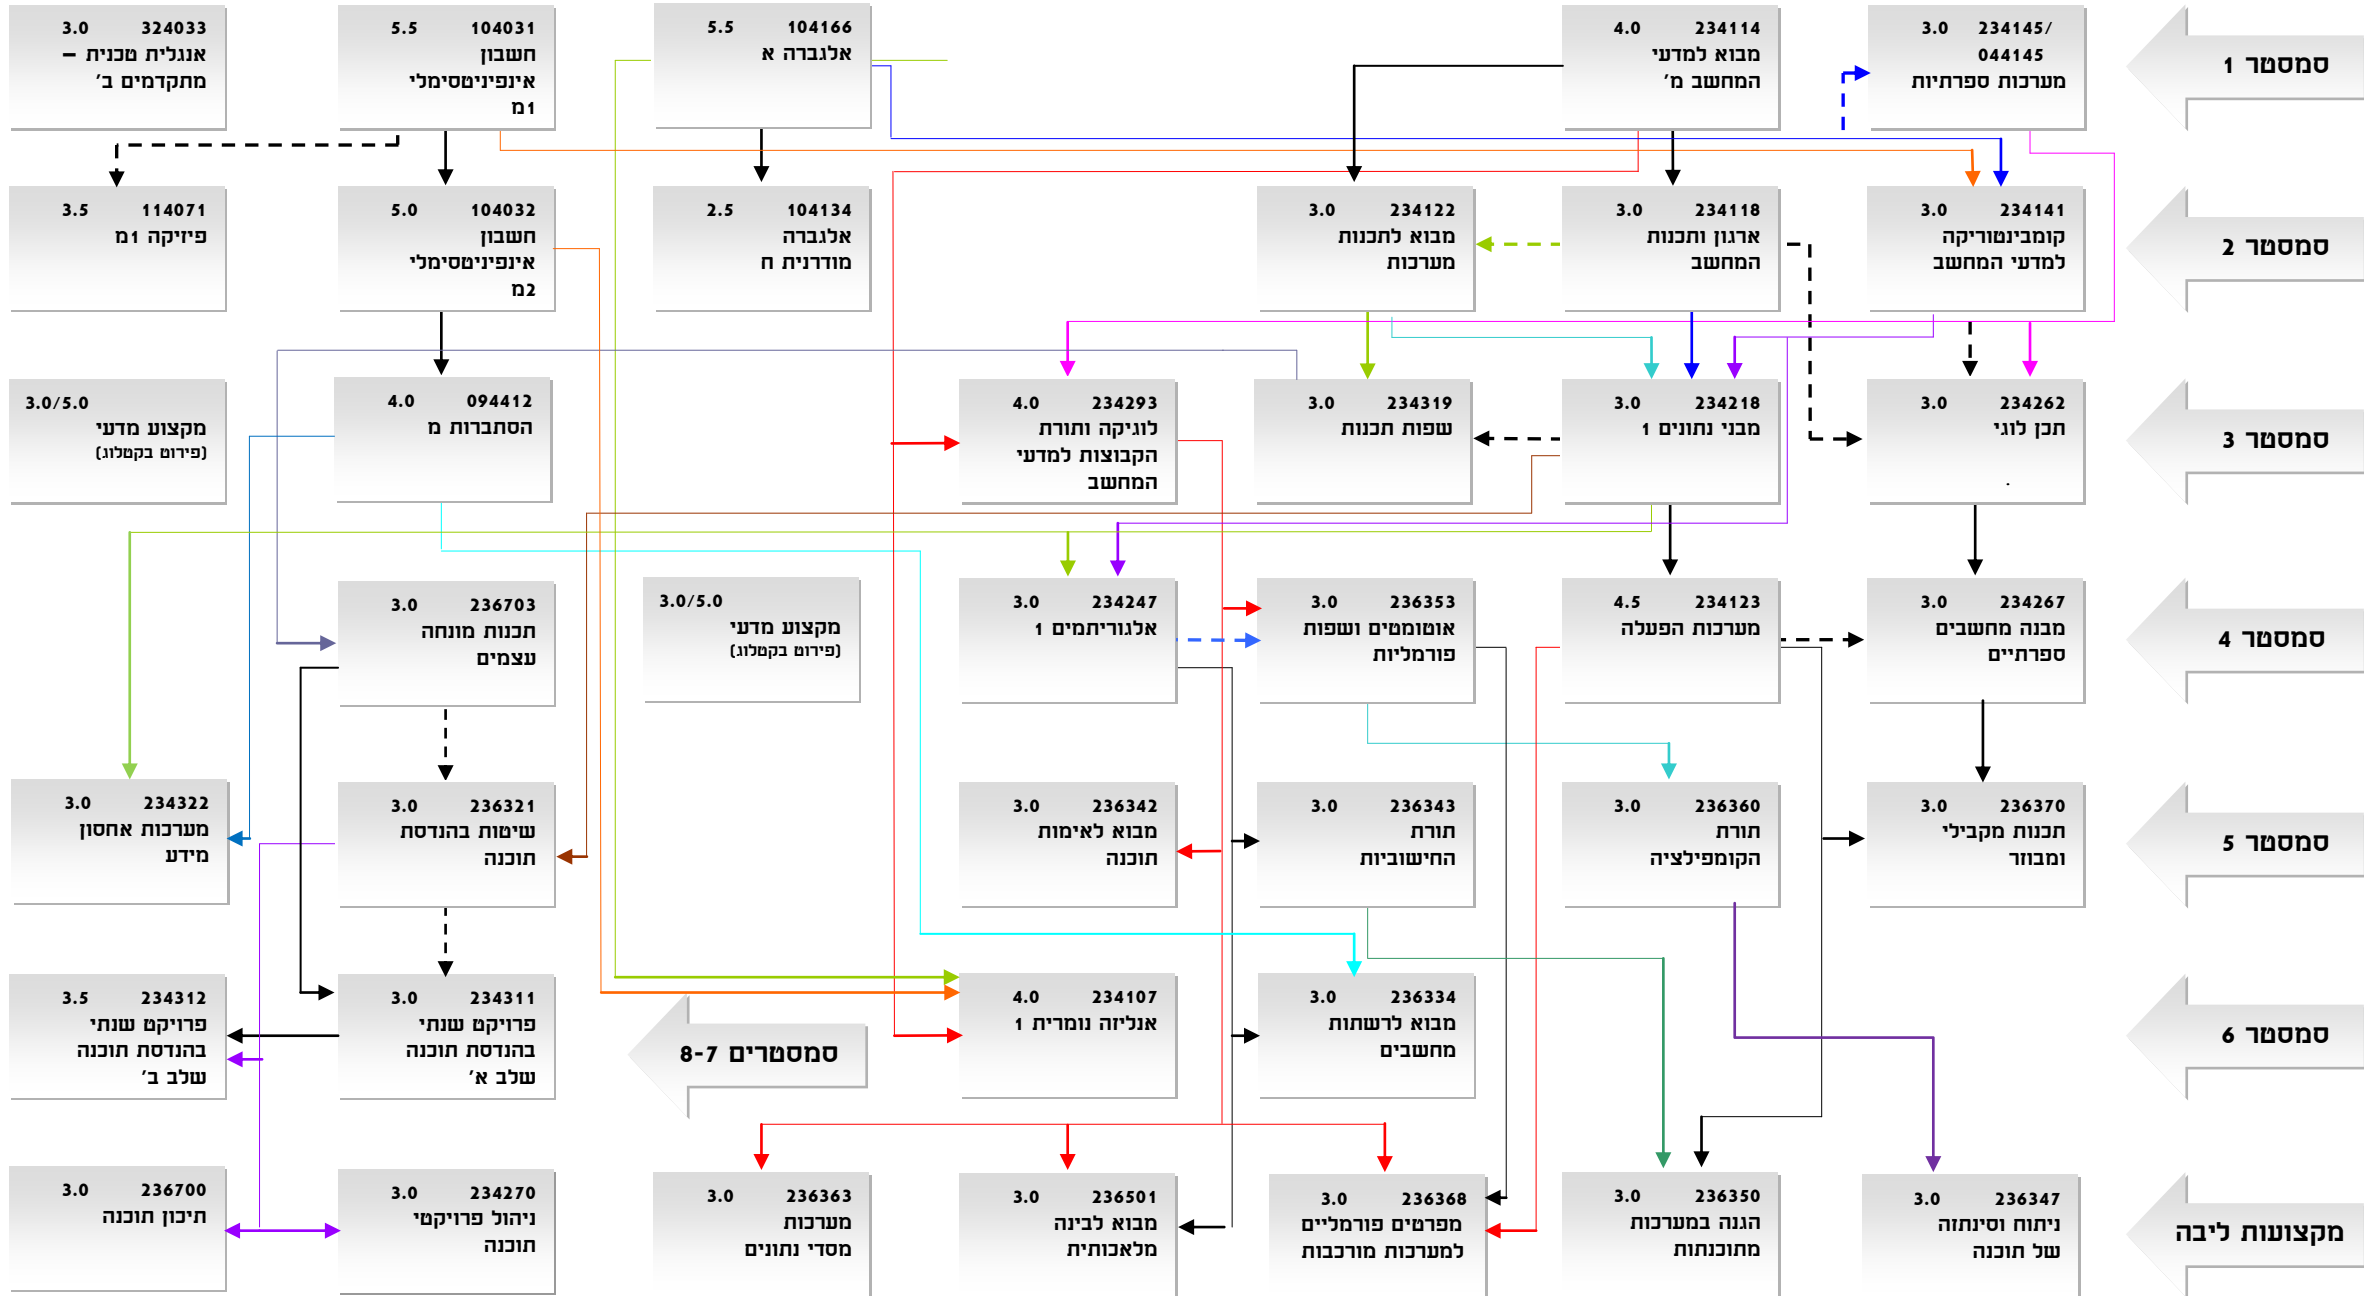 סמסטר 1
234145/ 3.0
044145
מערכות ספרתיות
234114 4.0
מבוא למדעי
המחשב מ'
104166 5.5
אלגברה א
104031 5.5
חשבון
אינפיניטסימלי
1מ
324033 3.0
אנגלית טכנית –
מתקדמים ב'
סמסטר 2
234141 3.0
קומבינטוריקה
למדעי המחשב
234118 3.0
ארגון ותכנות
המחשב
234122 3.0
מבוא לתכנות
מערכות
104134 2.5
אלגברה
מודרנית ח
104032 5.0
חשבון
אינפיניטסימלי
2מ
114071 3.5
פיזיקה 1מ
סמסטר 3
234262 3.0
תכן לוגי
.
234218 3.0
מבני נתונים 1
234319 3.0
שפות תכנות
234293 4.0
לוגיקה ותורת
הקבוצות למדעי
המחשב
094412 4.0
הסתברות מ
3.0/5.0
מקצוע מדעי
(פירוט בקטלוג)
סמסטר 4
234267 3.0
מבנה מחשבים
ספרתיים
234123 4.5
מערכות הפעלה
236353 3.0
אוטומטים ושפות
פורמליות
234247 3.0
אלגוריתמים 1
3.0/5.0
מקצוע מדעי
(פירוט בקטלוג)
236703 3.0
תכנות מונחה
עצמים
סמסטר 5
236370 3.0
תכנות מקבילי
ומבוזר
236360 3.0
תורת
הקומפילציה
236343 3.0
תורת
החישוביות
236342 3.0
מבוא לאימות
תוכנה
236321 3.0
שיטות בהנדסת
תוכנה
234322 3.0
מערכות אחסון
מידע
סמסטר 6
236334 3.0
מבוא לרשתות
מחשבים
234107 4.0
אנליזה נומרית 1
סמסטרים 8-7
234311 3.0
פרויקט שנתי
בהנדסת תוכנה
שלב א'
234312 3.5
פרויקט שנתי
בהנדסת תוכנה
שלב ב'
מקצועות ליבה
236347 3.0
ניתוח וסינתזה
של תוכנה
236350 3.0
הגנה במערכות
מתוכנתות
236368 3.0
מפרטים פורמליים
למערכות מורכבות
236501 3.0
מבוא לבינה
מלאכותית
236363 3.0
מערכות
מסדי נתונים
234270 3.0
ניהול פרויקטי
תוכנה
236700 3.0
תיכון תוכנה